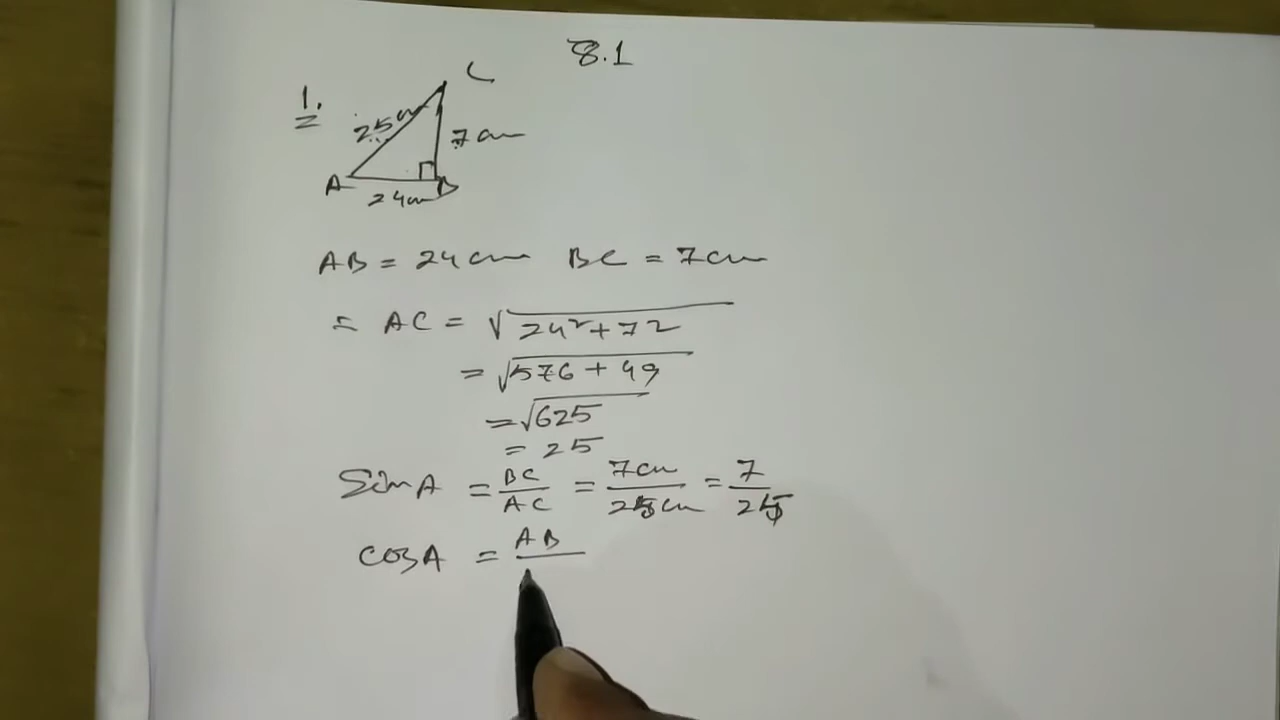 8.1
1.
C
25cm
7cm
A
B
24cm
AB = 24cm BC = 7cm
= AC = √24² + 72
= √576 + 49
= √625
= 25
SinA = BC/AC = 7cm/25cm = 7/25
cosA = AB/